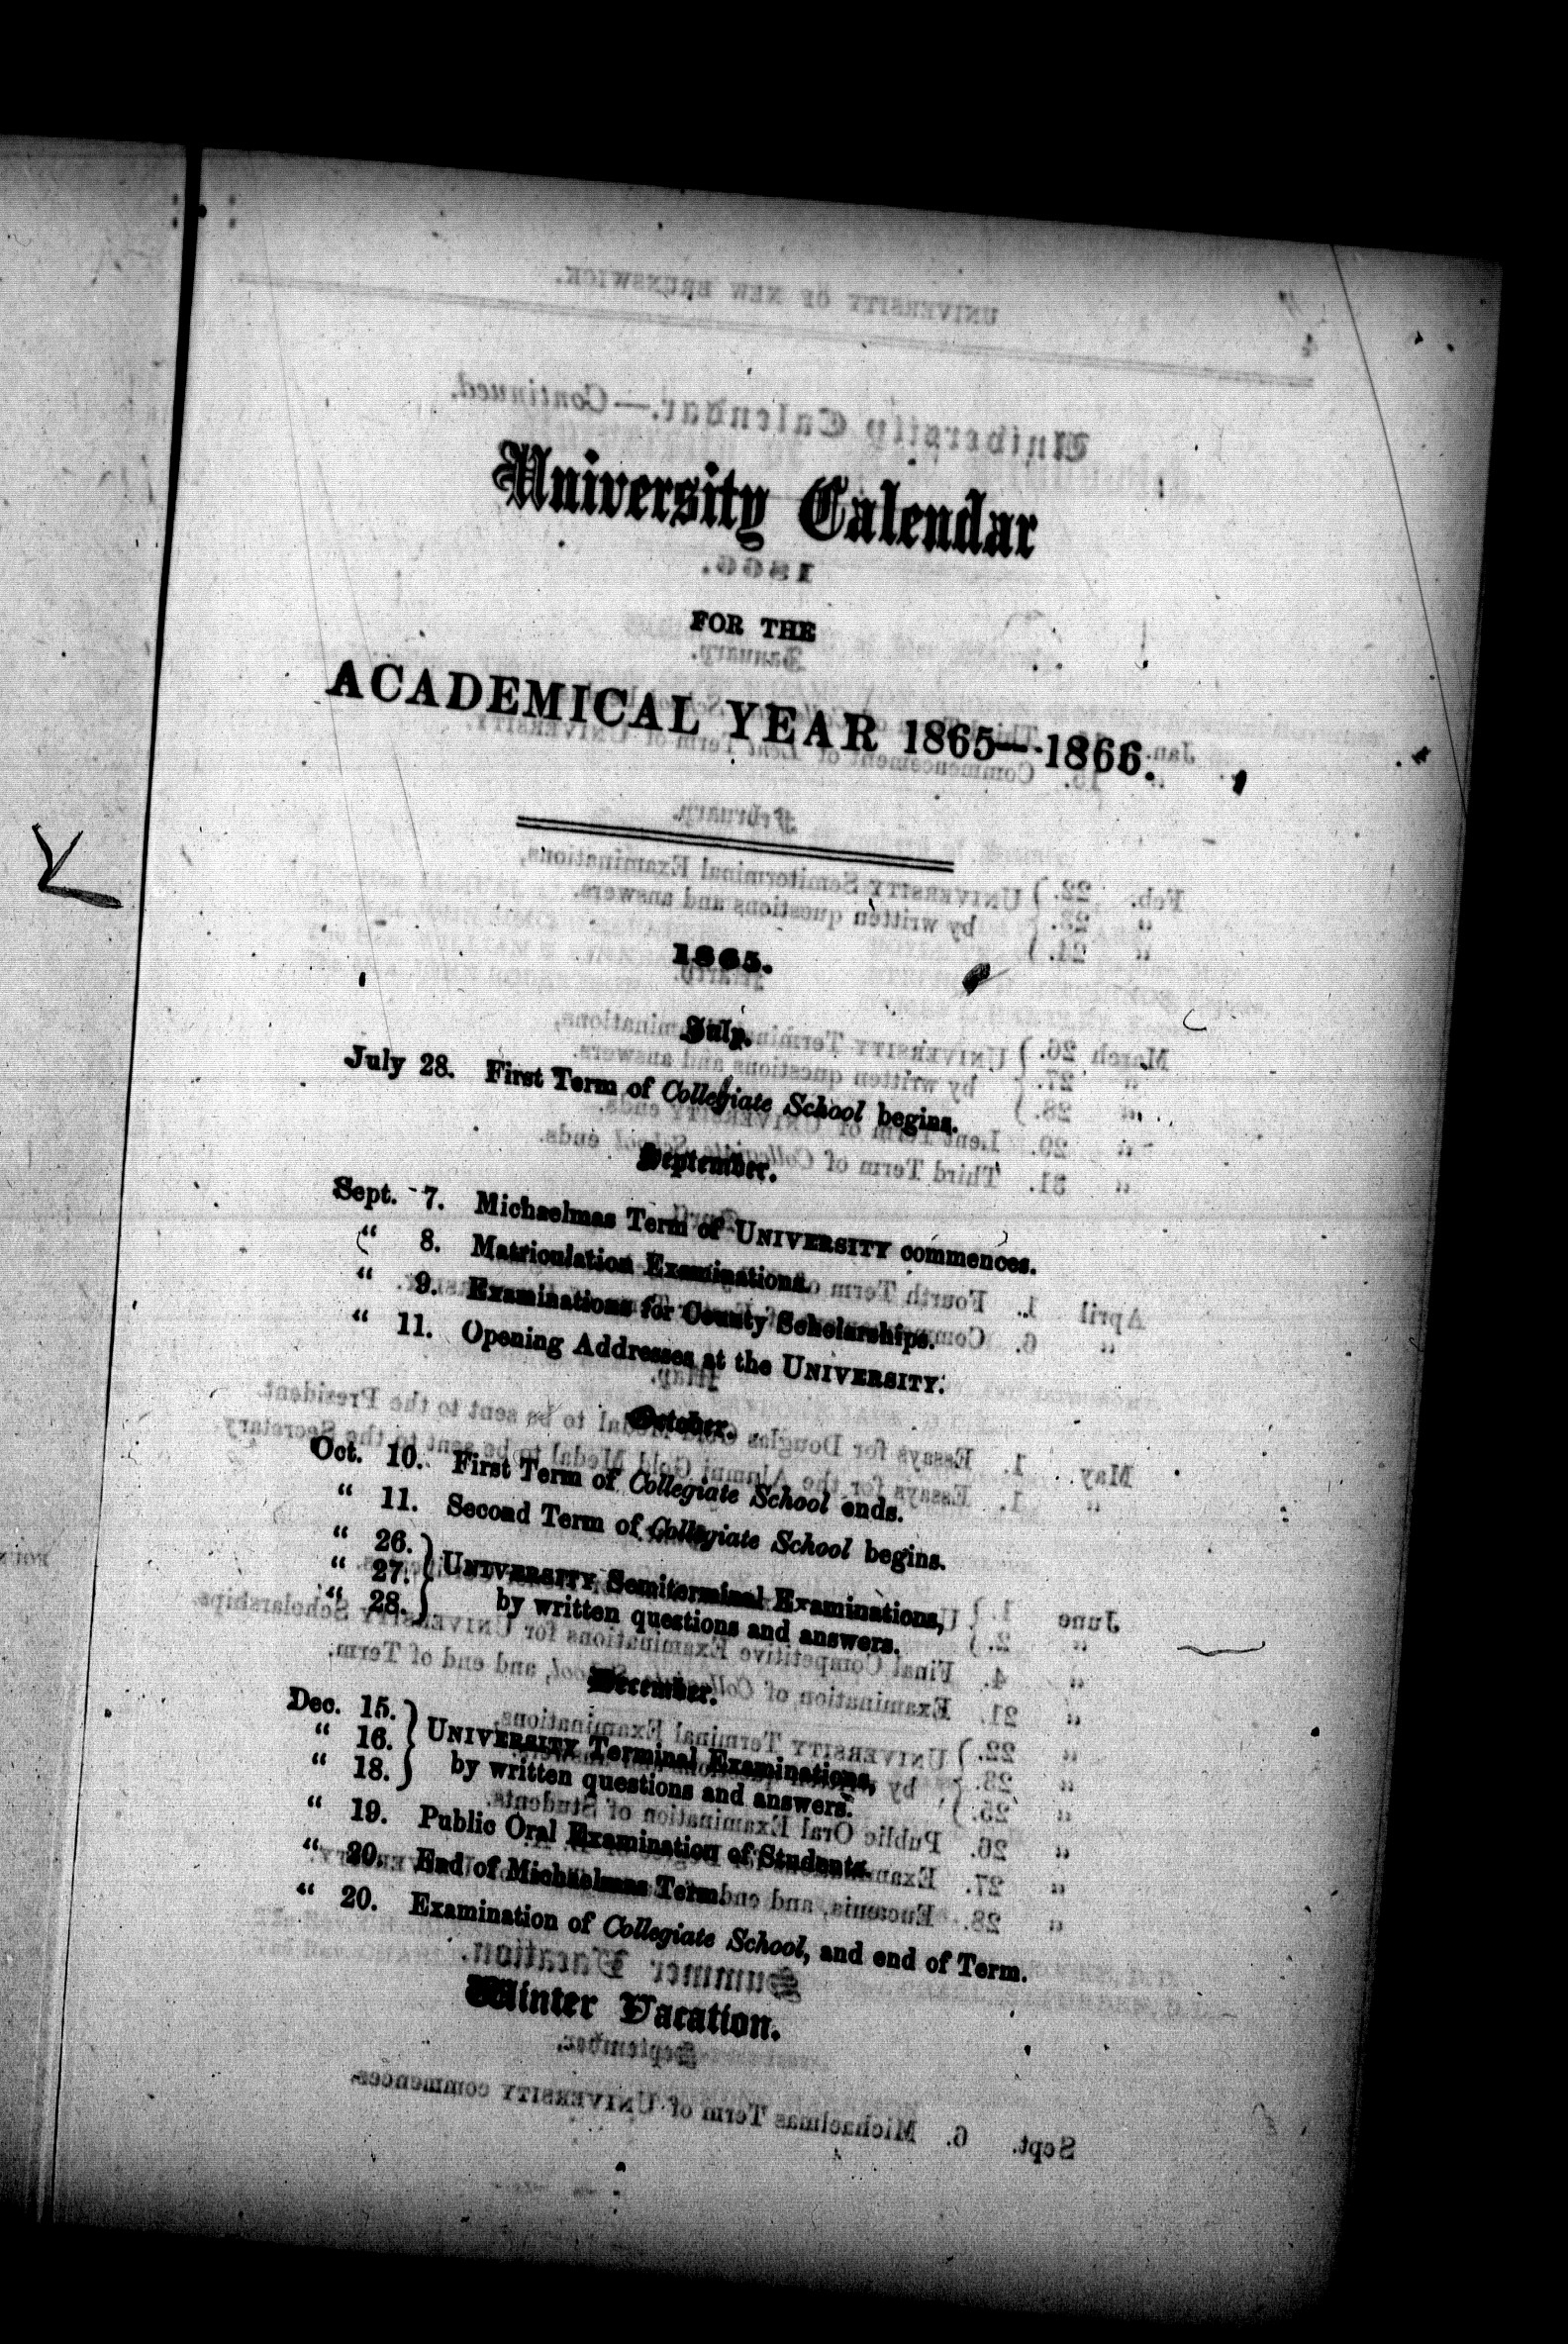 University Calendar
FOR THE
ACADEMICAL YEAR 1865—1866.
1865.
July.
July 28. First Term of Collegiate School begins.
September.
Sept. 7. Michaelmas Term of UNIVERSITY commences.
“ 8. Matriculation Examinations.
“ 9. Examinations for County Scholarships.
“ 11. Opening Addresses at the UNIVERSITY.
October.
Oct. 10. First Term of Collegiate School ends.
“ 11. Second Term of Collegiate School begins.
“ 26. }
“ 27. } UNIVERSITY Semiterminal Examinations,
“ 28. } by written questions and answers.
December.
Dec. 15. }
“ 16. } UNIVERSITY Terminal Examinations,
“ 18. } by written questions and answers.
“ 19. Public Oral Examination of Students.
“ 20. End of Michaelmas Term.
“ 20. Examination of Collegiate School, and end of Term.
Winter Vacation.